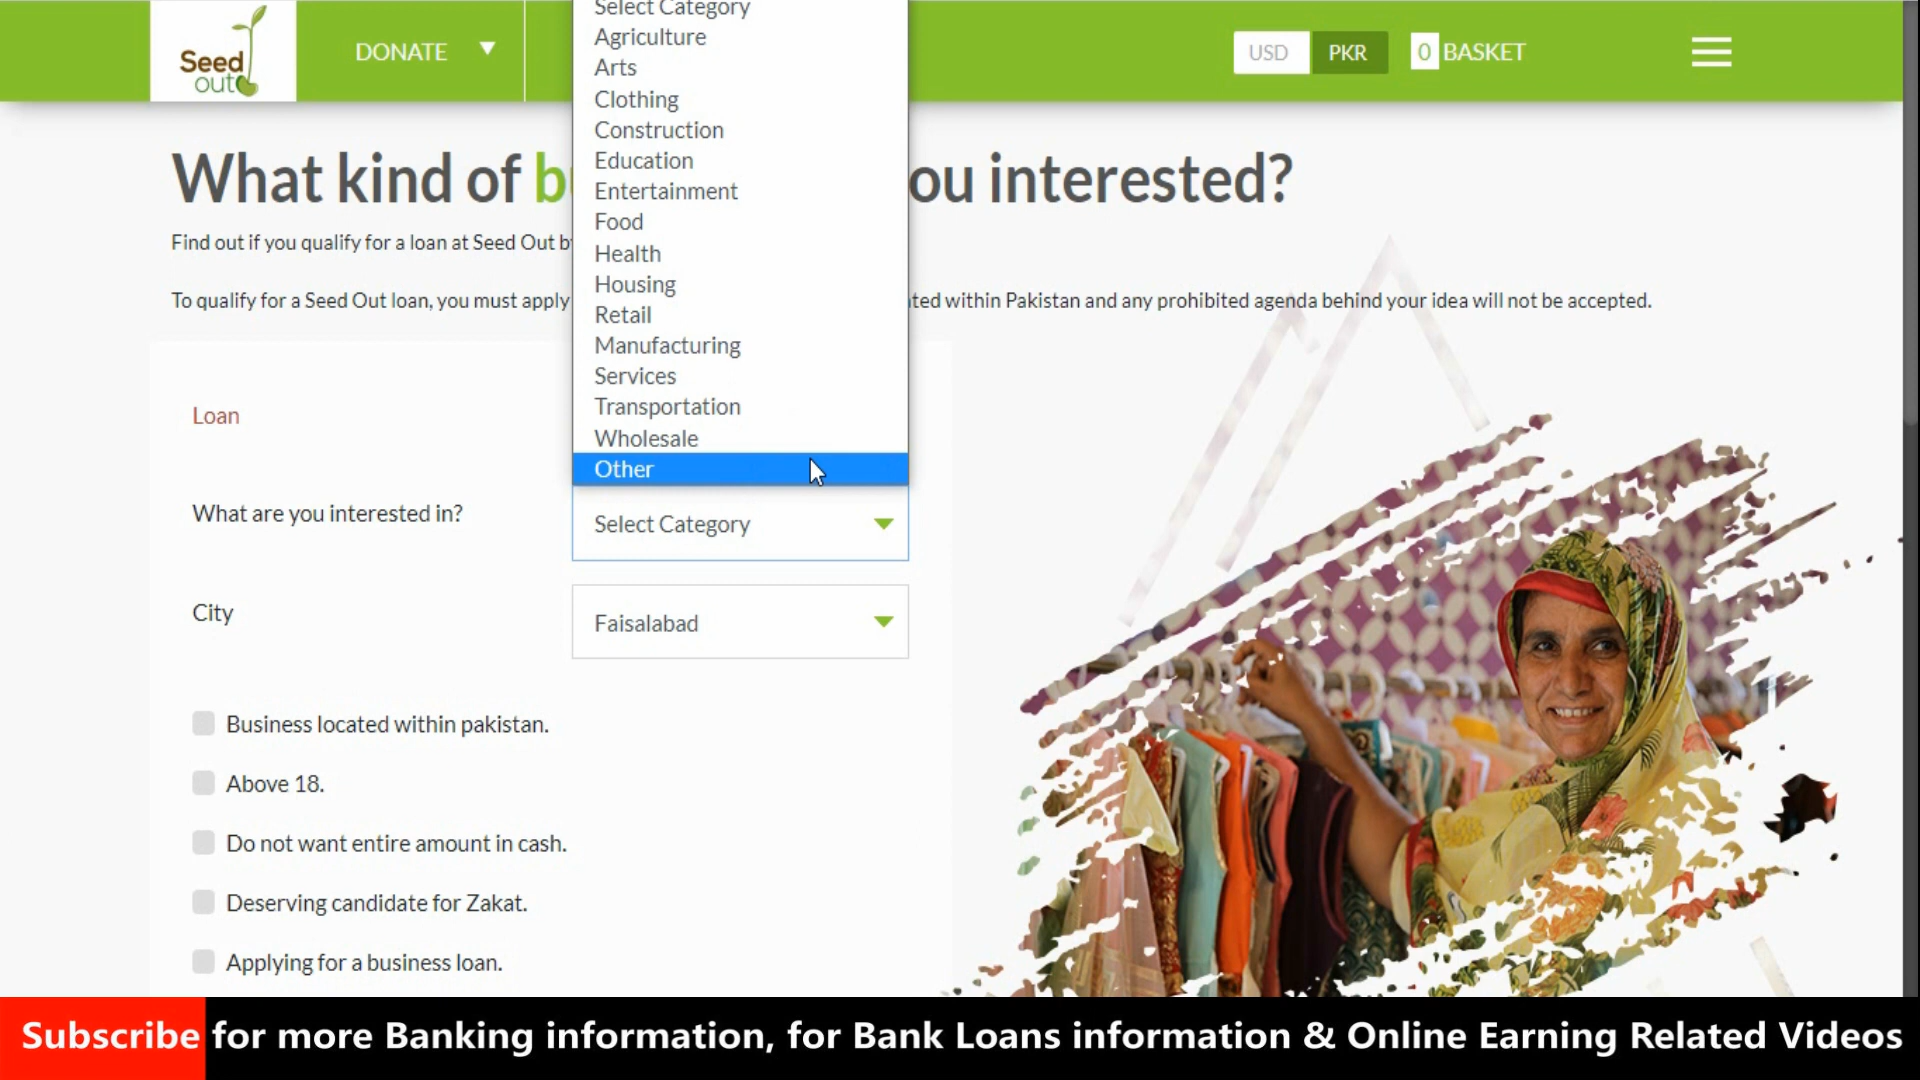 Seed
out
DONATE
USD
PKR
0 BASKET
Select Category
Agriculture
Arts
Clothing
Construction
Education
Entertainment
Food
Health
Housing
Retail
Manufacturing
Services
Transportation
Wholesale
Other
What kind of b ou interested?
Find out if you qualify for a loan at Seed Out b
To qualify for a Seed Out loan, you must apply ted within Pakistan and any prohibited agenda behind your idea will not be accepted.
Loan
What are you interested in?
Select Category
City
Faisalabad
Business located within pakistan.
Above 18.
Do not want entire amount in cash.
Deserving candidate for Zakat.
Applying for a business loan.
Subscribe for more Banking information, for Bank Loans information & Online Earning Related Videos